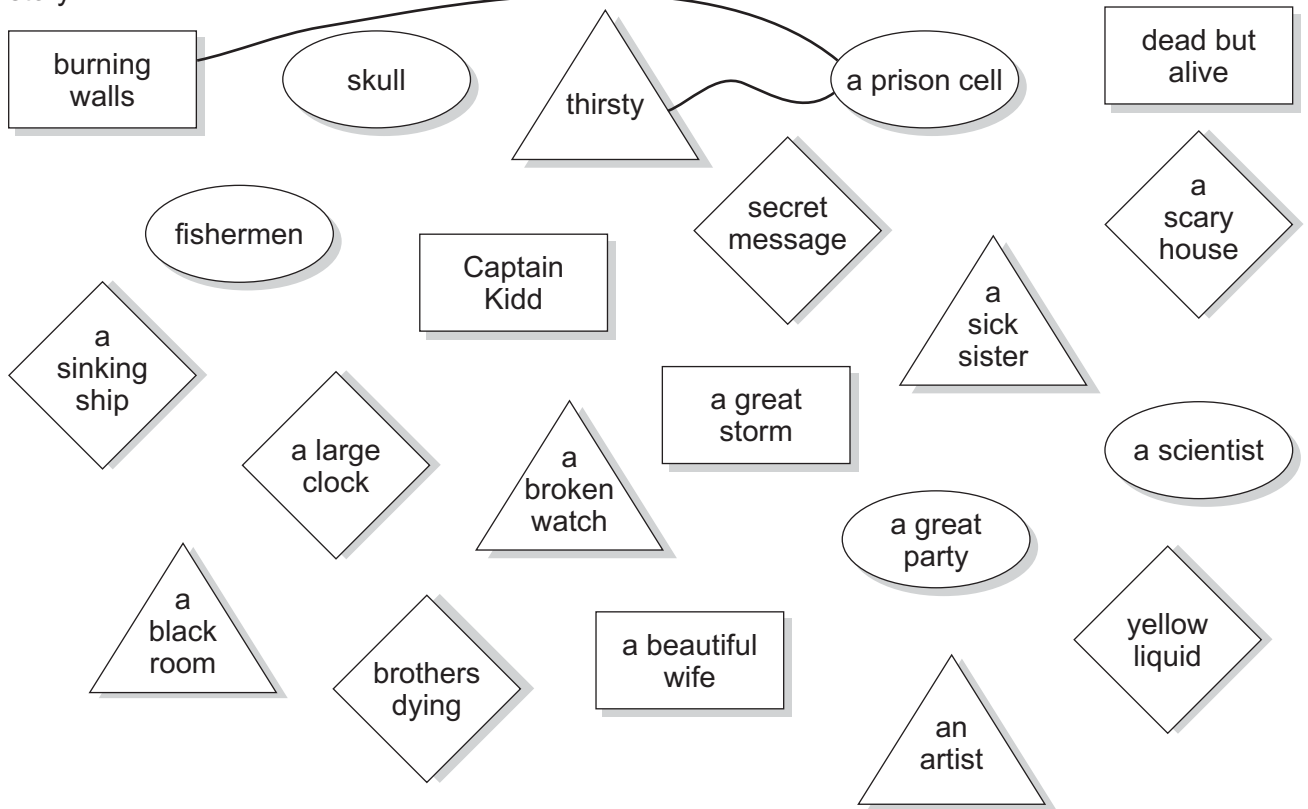 burning
walls
skull
thirsty
a prison cell
dead but
alive
fishermen
Captain
Kidd
secret
message
a
scary
house
a
sinking
ship
a
sick
sister
a large
clock
a
broken
watch
a great
storm
a scientist
a great
party
a
black
room
brothers
dying
a beautiful
wife
yellow
liquid
an
artist